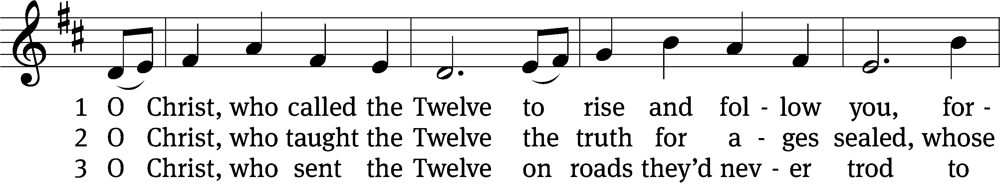 1 O Christ, who called the Twelve to rise and fol - low you, for -
2 O Christ, who taught the Twelve the truth for a - ges sealed, whose
3 O Christ, who sent the Twelve on roads they’d nev - er trod to